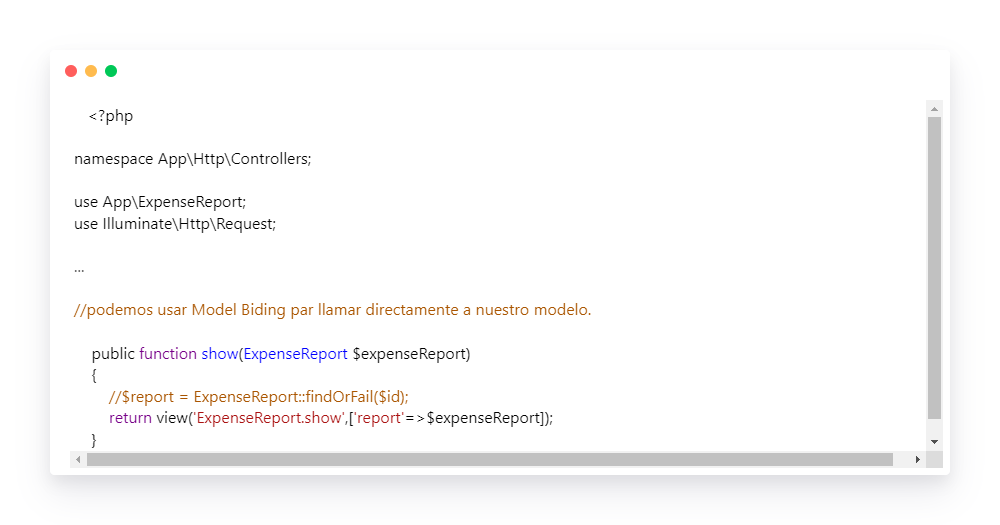 <?php
namespace App\Http\Controllers;
use App\ExpenseReport;
use Illuminate\Http\Request;
...
//podemos usar Model Biding par llamar directamente a nuestro modelo.
public function show(ExpenseReport $expenseReport)
{
//$report = ExpenseReport::findOrFail($id);
return view('ExpenseReport.show',['report'=>$expenseReport]);
}